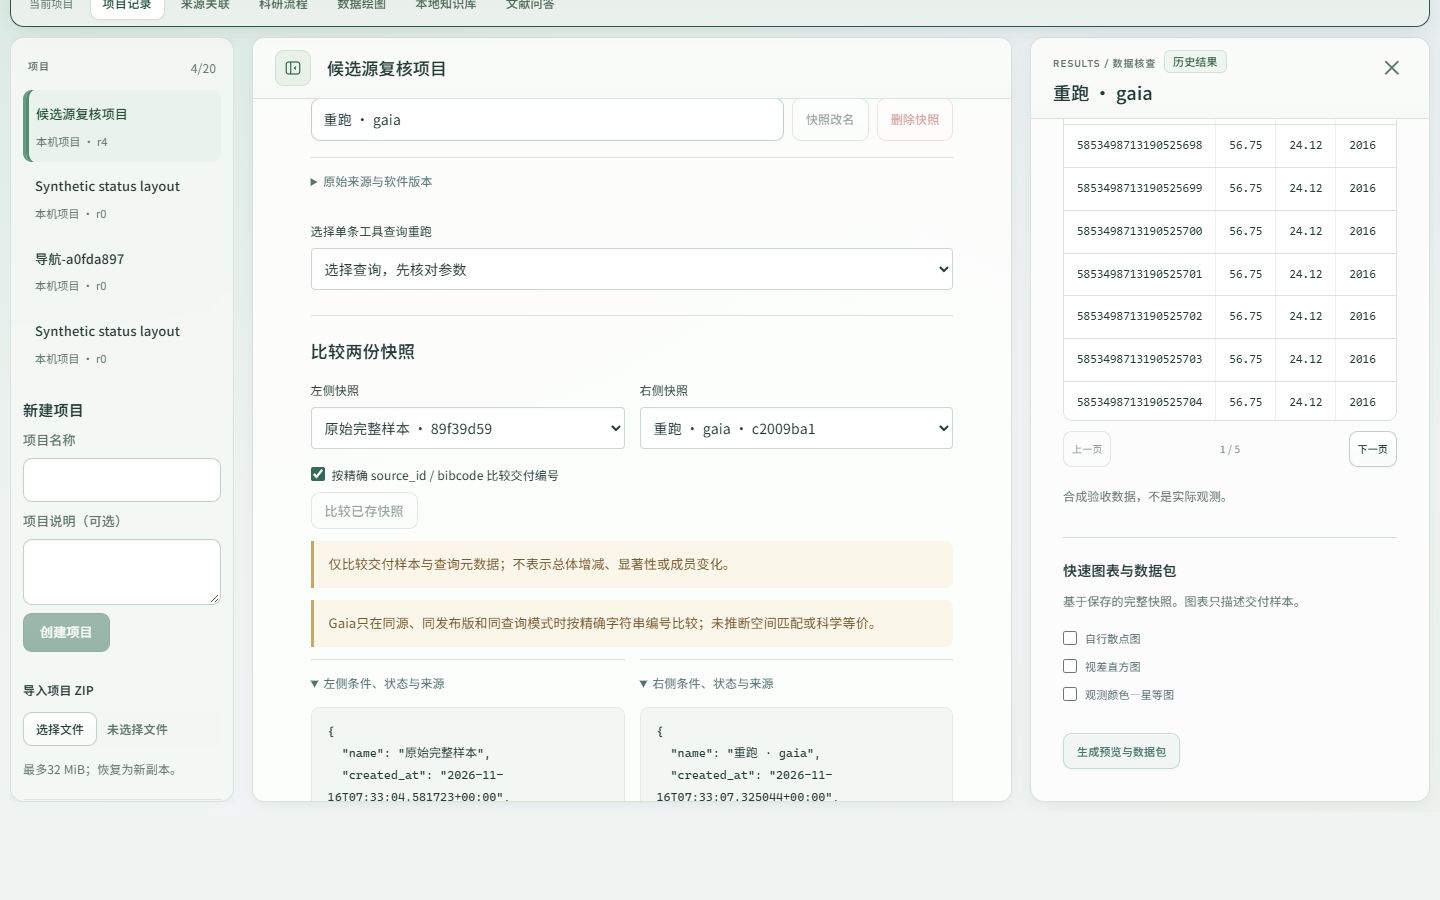 当前项目 项目记录 来源关联 科研流程 数据绘图 本地知识库 文献问答
项目 4/20
候选源复核项目
本机项目 · r4
Synthetic status layout
本机项目 · r0
导航-a0fda897
本机项目 · r0
Synthetic status layout
本机项目 · r0
新建项目
项目名称
项目说明（可选）
创建项目
导入项目 ZIP
选择文件 未选择文件
最多32 MiB；恢复为新副本。
候选源复核项目
重跑 · gaia 快照改名 删除快照
原始来源与软件版本
选择单条工具查询重跑
选择查询，先核对参数
比较两份快照
左侧快照 右侧快照
原始完整样本 · 89f39d59 重跑 · gaia · c2009ba1
按精确 source_id / bibcode 比较交付编号
比较已存快照
仅比较交付样本与查询元数据；不表示总体增减、显著性或成员变化。
Gaia只在同源、同发布版和同查询模式时按精确字符串编号比较；未推断空间匹配或科学等价。
左侧条件、状态与来源
{
"name": "原始完整样本",
"created_at": "2026-11-
16T07:33:04.581723+00:00",
右侧条件、状态与来源
{
"name": "重跑 · gaia",
"created_at": "2026-11-
16T07:33:07.325044+00:00",
RESULTS / 数据核查 历史结果
重跑 · gaia
5853498713190525698 56.75 24.12 2016
5853498713190525699 56.75 24.12 2016
5853498713190525700 56.75 24.12 2016
5853498713190525701 56.75 24.12 2016
5853498713190525702 56.75 24.12 2016
5853498713190525703 56.75 24.12 2016
5853498713190525704 56.75 24.12 2016
上一页 1 / 5 下一页
合成验收数据，不是实际观测。
快速图表与数据包
基于保存的完整快照。图表只描述交付样本。
自行散点图
视差直方图
观测颜色—星等图
生成预览与数据包